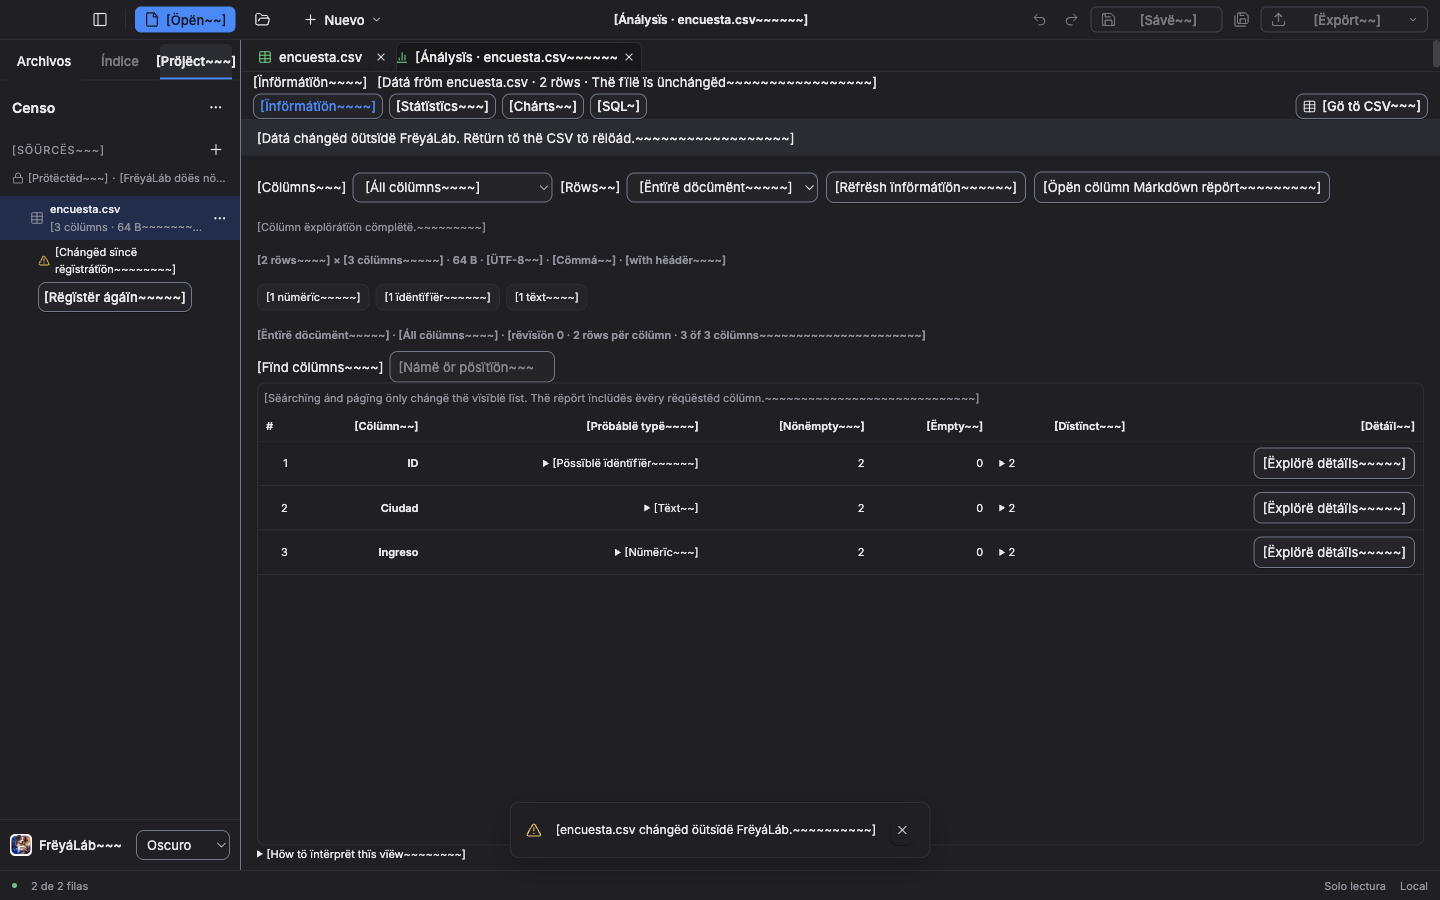 [Öpën~~]
Nuevo
[Ánálysïs · encuesta.csv~~~~~~]
[Sávë~~]
[Ëxpört~~]
Archivos
Índice
[Pröjëct~~~]
encuesta.csv
[Ánálysïs · encuesta.csv~~~~~~
[Ïnförmátïön~~~~] [Dátá fröm encuesta.csv · 2 röws · Thë fïlë ïs ünchángëd~~~~~~~~~~~~~~~~~]
[Ïnförmátïön~~~~] [Státïstïcs~~~] [Chárts~~] [SQL~] [Gö tö CSV~~~]
Censo
[SÖÜRCËS~~~]
[Prötëctëd~~~] · [FrëyáLáb döës nö...
encuesta.csv
[3 cölümns · 64 B~~~~~~~...
[Chángëd sïncë
rëgïstrátïön~~~~~~~~]
[Rëgïstër ágáïn~~~~~]
[Dátá chángëd öütsïdë FrëyáLáb. Rëtürn tö thë CSV tö rëlöád.~~~~~~~~~~~~~~~~~~]
[Cölümns~~~] [Áll cölümns~~~~] [Röws~~] [Ëntïrë döcümënt~~~~~] [Rëfrësh ïnförmátïön~~~~~~] [Öpën cölümn Márkdöwn rëpört~~~~~~~~~]
[Cölümn ëxplörátïön cömplëtë.~~~~~~~~~]
[2 röws~~~~] × [3 cölümns~~~~~] · 64 B · [ÜTF-8~~] · [Cömmá~~] · [wïth hëádër~~~~]
[1 nümërïc~~~~~] [1 ïdëntïfïër~~~~~~] [1 tëxt~~~~]
[Ëntïrë döcümënt~~~~~] · [Áll cölümns~~~~] · [rëvïsïön 0 · 2 röws për cölümn · 3 öf 3 cölümns~~~~~~~~~~~~~~~~~~~~~~~]
[Fïnd cölümns~~~~] [Námë ör pösïtïön~~~
[Sëárchïng ánd págïng önly chángë thë vïsïblë lïst. Thë rëpört ïnclüdës ëvëry rëqüëstëd cölümn.~~~~~~~~~~~~~~~~~~~~~~~~~~~~~]
# [Cölümn~~] [Pröbáblë typë~~~~] [Nönëmpty~~~] [Ëmpty~~] [Dïstïnct~~~] [Dëtáïl~~]
1 ID [Pössïblë ïdëntïfïër~~~~~~] 2 0 2 [Ëxplörë dëtáïls~~~~~]
2 Ciudad [Tëxt~~] 2 0 2 [Ëxplörë dëtáïls~~~~~]
3 Ingreso [Nümërïc~~~] 2 0 2 [Ëxplörë dëtáïls~~~~~]
[encuesta.csv chángëd öütsïdë FrëyáLáb.~~~~~~~~~~]
[Höw tö ïntërprët thïs vïëw~~~~~~~~]
FrëyáLáb~~~
Oscuro
2 de 2 filas
Solo lectura
Local